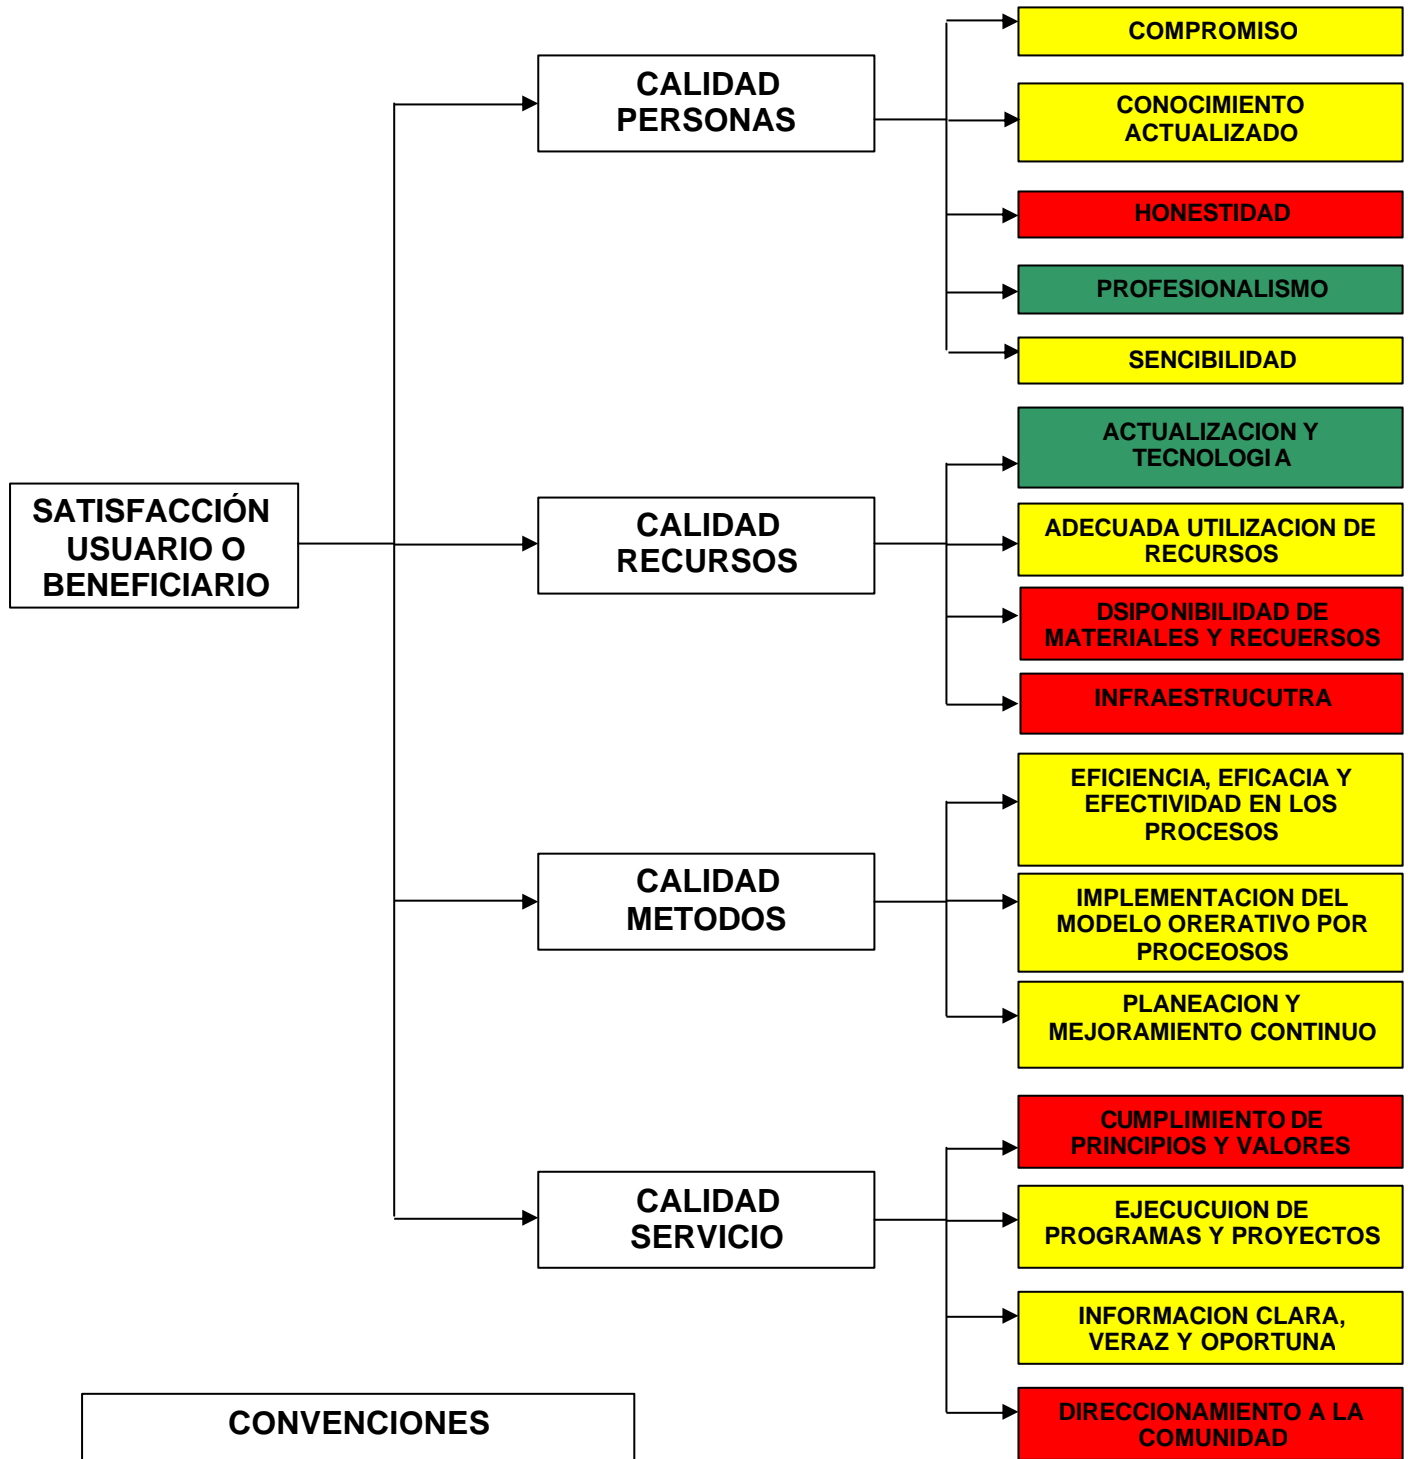 COMPROMISO
CALIDAD
PERSONAS
CONOCIMIENTO
ACTUALIZADO
HONESTIDAD
PROFESIONALISMO
SENCIBILIDAD
SATISFACCIÓN
USUARIO O
BENEFICIARIO
CALIDAD
RECURSOS
ACTUALIZACION Y
TECNOLOGI A
ADECUADA UTILIZACION DE
RECURSOS
DSIPONIBILIDAD DE
MATERIALES Y RECUERSOS
INFRAESTRUCUTRA
CALIDAD
METODOS
EFICIENCIA, EFICACIA Y
EFECTIVIDAD EN LOS
PROCESOS
IMPLEMENTACION DEL
MODELO ORERATIVO POR
PROCEOSOS
PLANEACION Y
MEJORAMIENTO CONTINUO
CALIDAD
SERVICIO
CUMPLIMIENTO DE
PRINCIPIOS Y VALORES
EJECUCUION DE
PROGRAMAS Y PROYECTOS
INFORMACION CLARA,
VERAZ Y OPORTUNA
DIRECCIONAMIENTO A LA
COMUNIDAD
CONVENCIONES